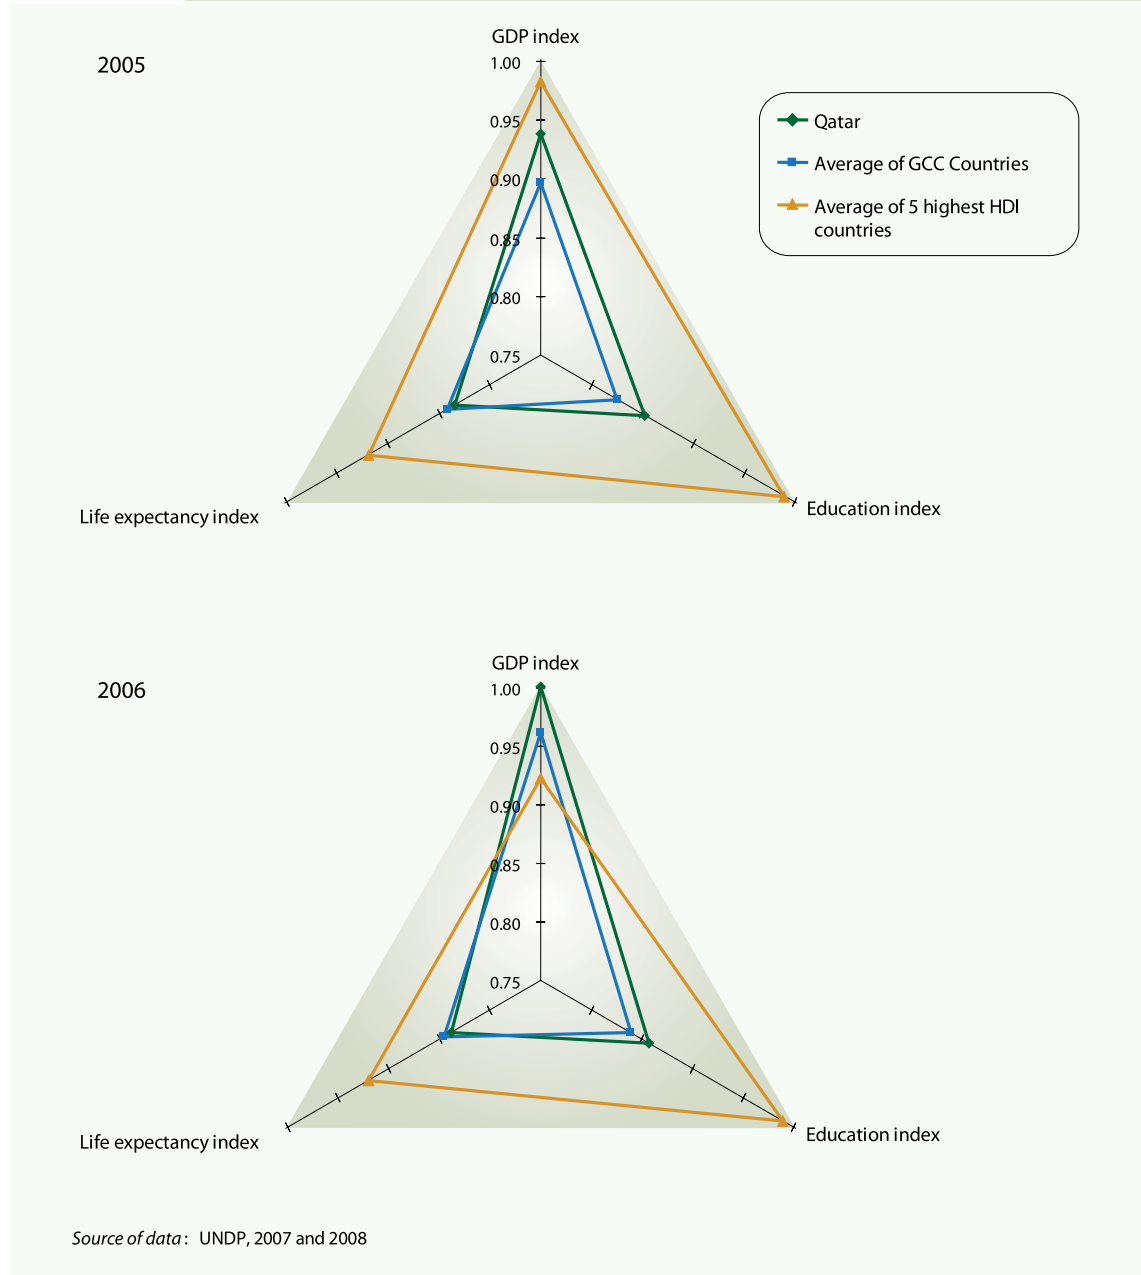 2005
GDP index
1.00
0.95
0.90
0.85
0.80
0.75
Life expectancy index
Education index
Qatar
Average of GCC Countries
Average of 5 highest HDI
countries
2006
GDP index
1.00
0.95
0.90
0.85
0.80
0.75
Life expectancy index
Education index
Source of data: UNDP, 2007 and 2008